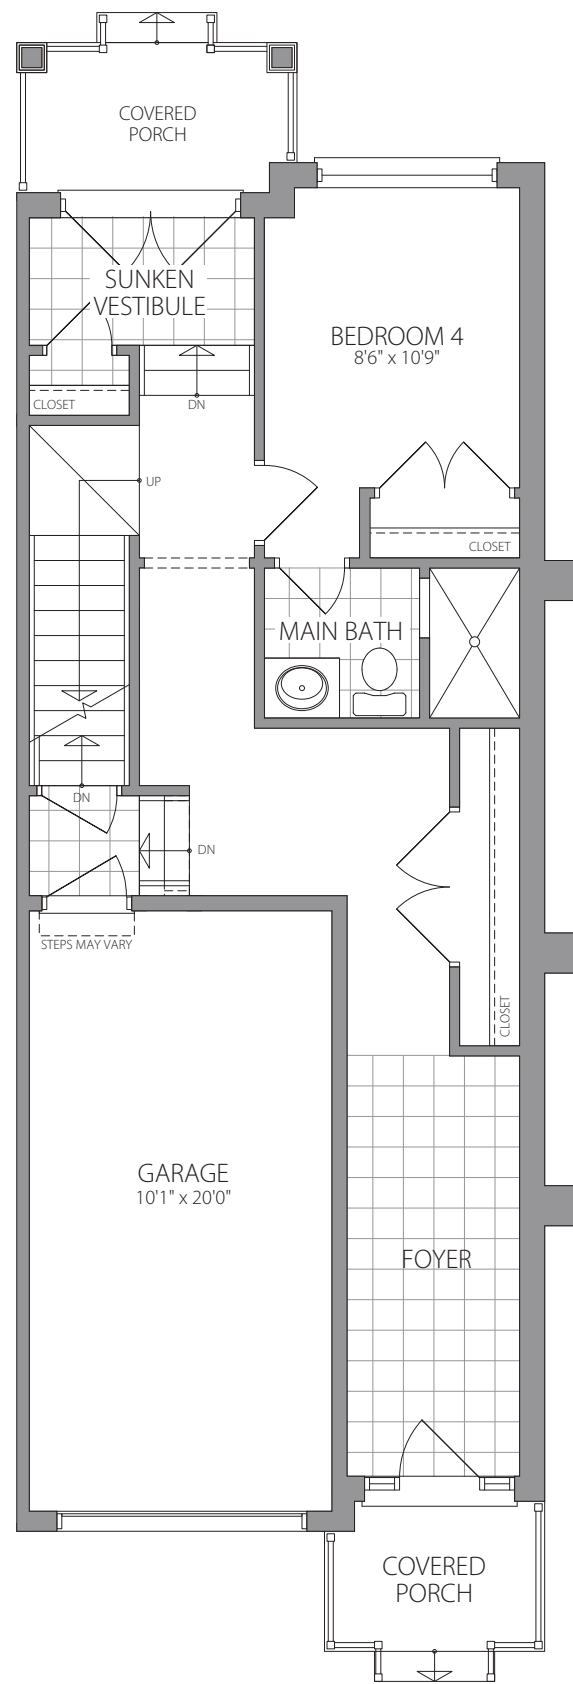 COVERED
PORCH
SUNKEN
VESTIBULE
BEDROOM 4
8'6" x 10'9"
CLOSET
DN
UP
CLOSET
MAIN BATH
DN
DN
STEPS MAY VARY
CLOSET
GARAGE
10'1" x 20'0"
FOYER
COVERED
PORCH